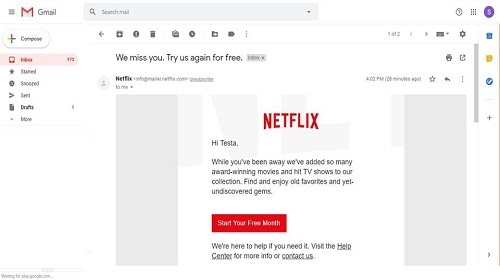 Gmail
Search mail
Compose
Inbox 973
Starred
Snoozed
Sent
Drafts 3
More
1 of 2
We miss you. Try us again for free. Inbox x
Netflix <info@mailer.netflix.com> Unsubscribe
to me
4:02 PM (28 minutes ago)
NETFLIX
Hi Testa,
While you've been away we've added so many
award-winning movies and hit TV shows to our
collection. Find and enjoy old favorites and yet-
undiscovered gems.
Start Your Free Month
We're here to help if you need it. Visit the Help
Center for more info or contact us.
Waiting for play.google.com...
S